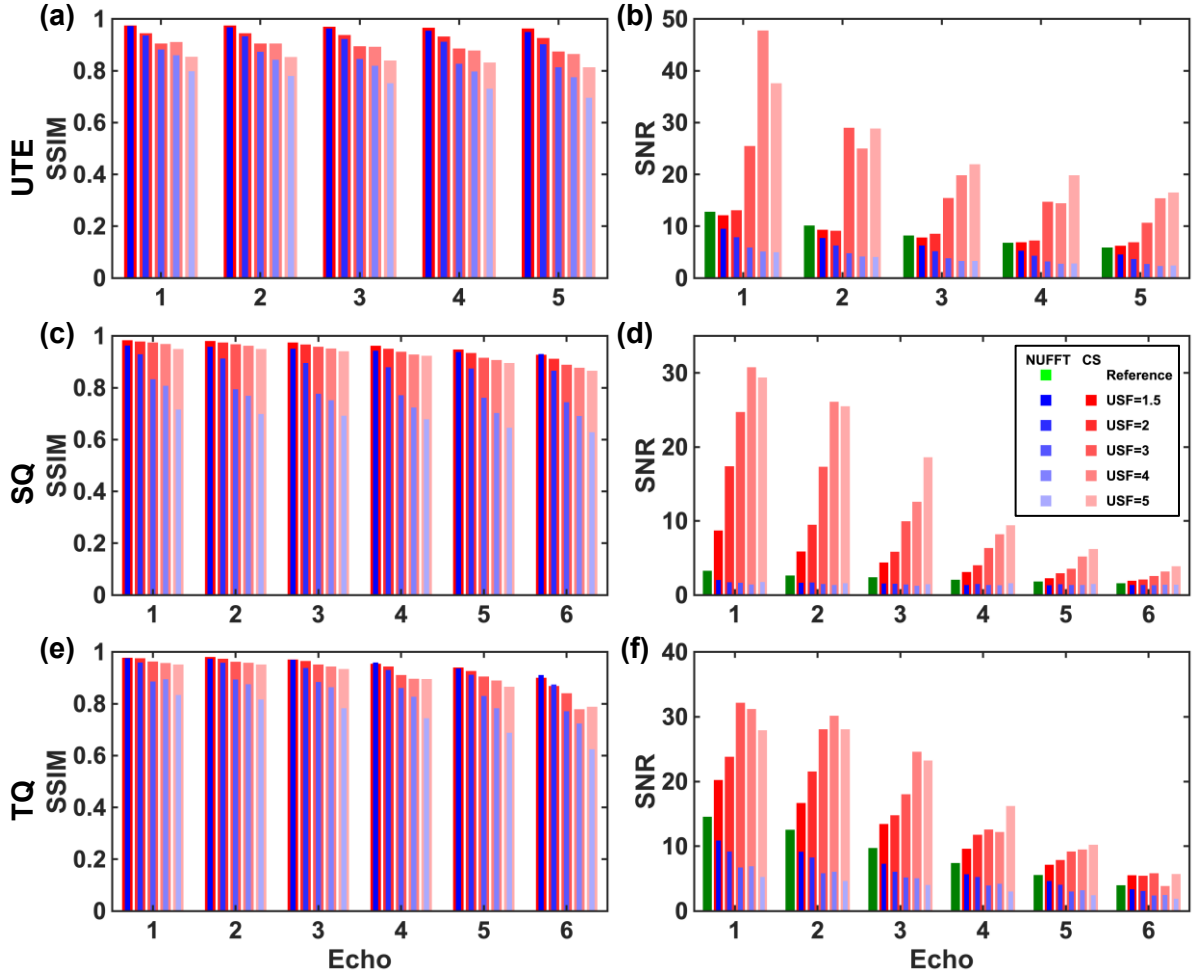 (a)
UTE
SSIM
1
0.8
0.6
0.4
0.2
0
1 2 3 4 5
(b)
SNR
50
40
30
20
10
0
1 2 3 4 5
(c)
SQ
SSIM
1
0.8
0.6
0.4
0.2
0
1 2 3 4 5 6
(d)
SNR
30
20
10
0
1 2 3 4 5 6
NUFFT CS
Reference
USF=1.5
USF=2
USF=3
USF=4
USF=5
(e)
TQ
SSIM
1
0.8
0.6
0.4
0.2
0
1 2 3 4 5 6
Echo
(f)
SNR
40
30
20
10
0
1 2 3 4 5 6
Echo